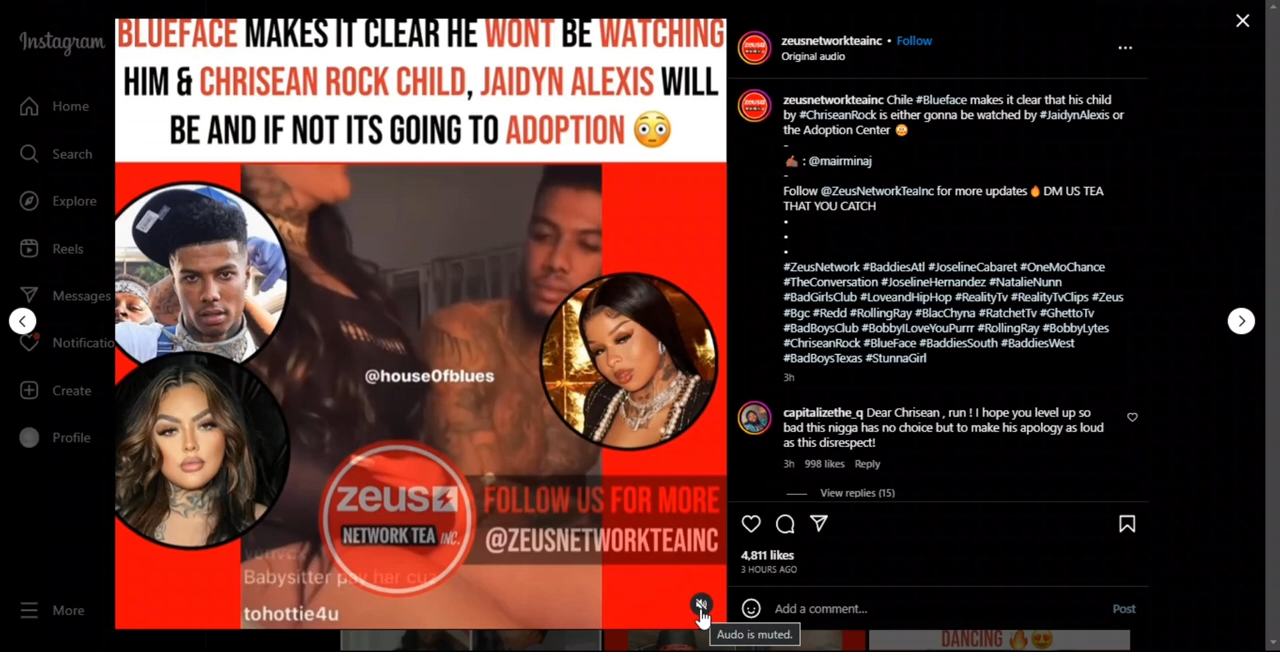 Instagram
Home
Search
Explore
Reels
Messages
Notificatio
Create
Profile
More
BLUEFACE MAKES IT CLEAR HE WONT BE WATCHING
HIM & CHRISEAN ROCK CHILD, JAIDYN ALEXIS WILL
BE AND IF NOT ITS GOING TO ADOPTION 😳
@houseOfblues
zeus
NETWORK TEA INC.
FOLLOW US FOR MORE
@ZEUSNETWORKTEAINC
Babysitter pay her cuz
tohottie4u
Audo is muted.
zeusnetworkteainc • Follow
Original audio
zeusnetworkteainc Chile #Blueface makes it clear that his child
by #ChriseanRock is either gonna be watched by #JaidynAlexis or
the Adoption Center 😳
-
✍🏾 : @mairminaj
-
Follow @ZeusNetworkTeaInc for more updates 🔥 DM US TEA
THAT YOU CATCH
•
•
•
#ZeusNetwork #BaddiesAtl #JoselineCabaret #OneMoChance
#TheConversation #JoselineHernandez #NatalieNunn
#BadGirlsClub #LoveandHipHop #RealityTv #RealityTvClips #Zeus
#Bgc #Redd #RollingRay #BlacChyna #RatchetTv #GhettoTv
#BadBoysClub #BobbyILoveYouPurrr #RollingRay #BobbyLytes
#ChriseanRock #BlueFace #BaddiesSouth #BaddiesWest
#BadBoysTexas #StunnaGirl
3h
capitalizethe_q Dear Chrisean , run ! I hope you level up so
bad this nigga has no choice but to make his apology as loud
as this disrespect!
3h 998 likes Reply
View replies (15)
4,811 likes
3 HOURS AGO
Add a comment...
Post
DANCING 🔥😍